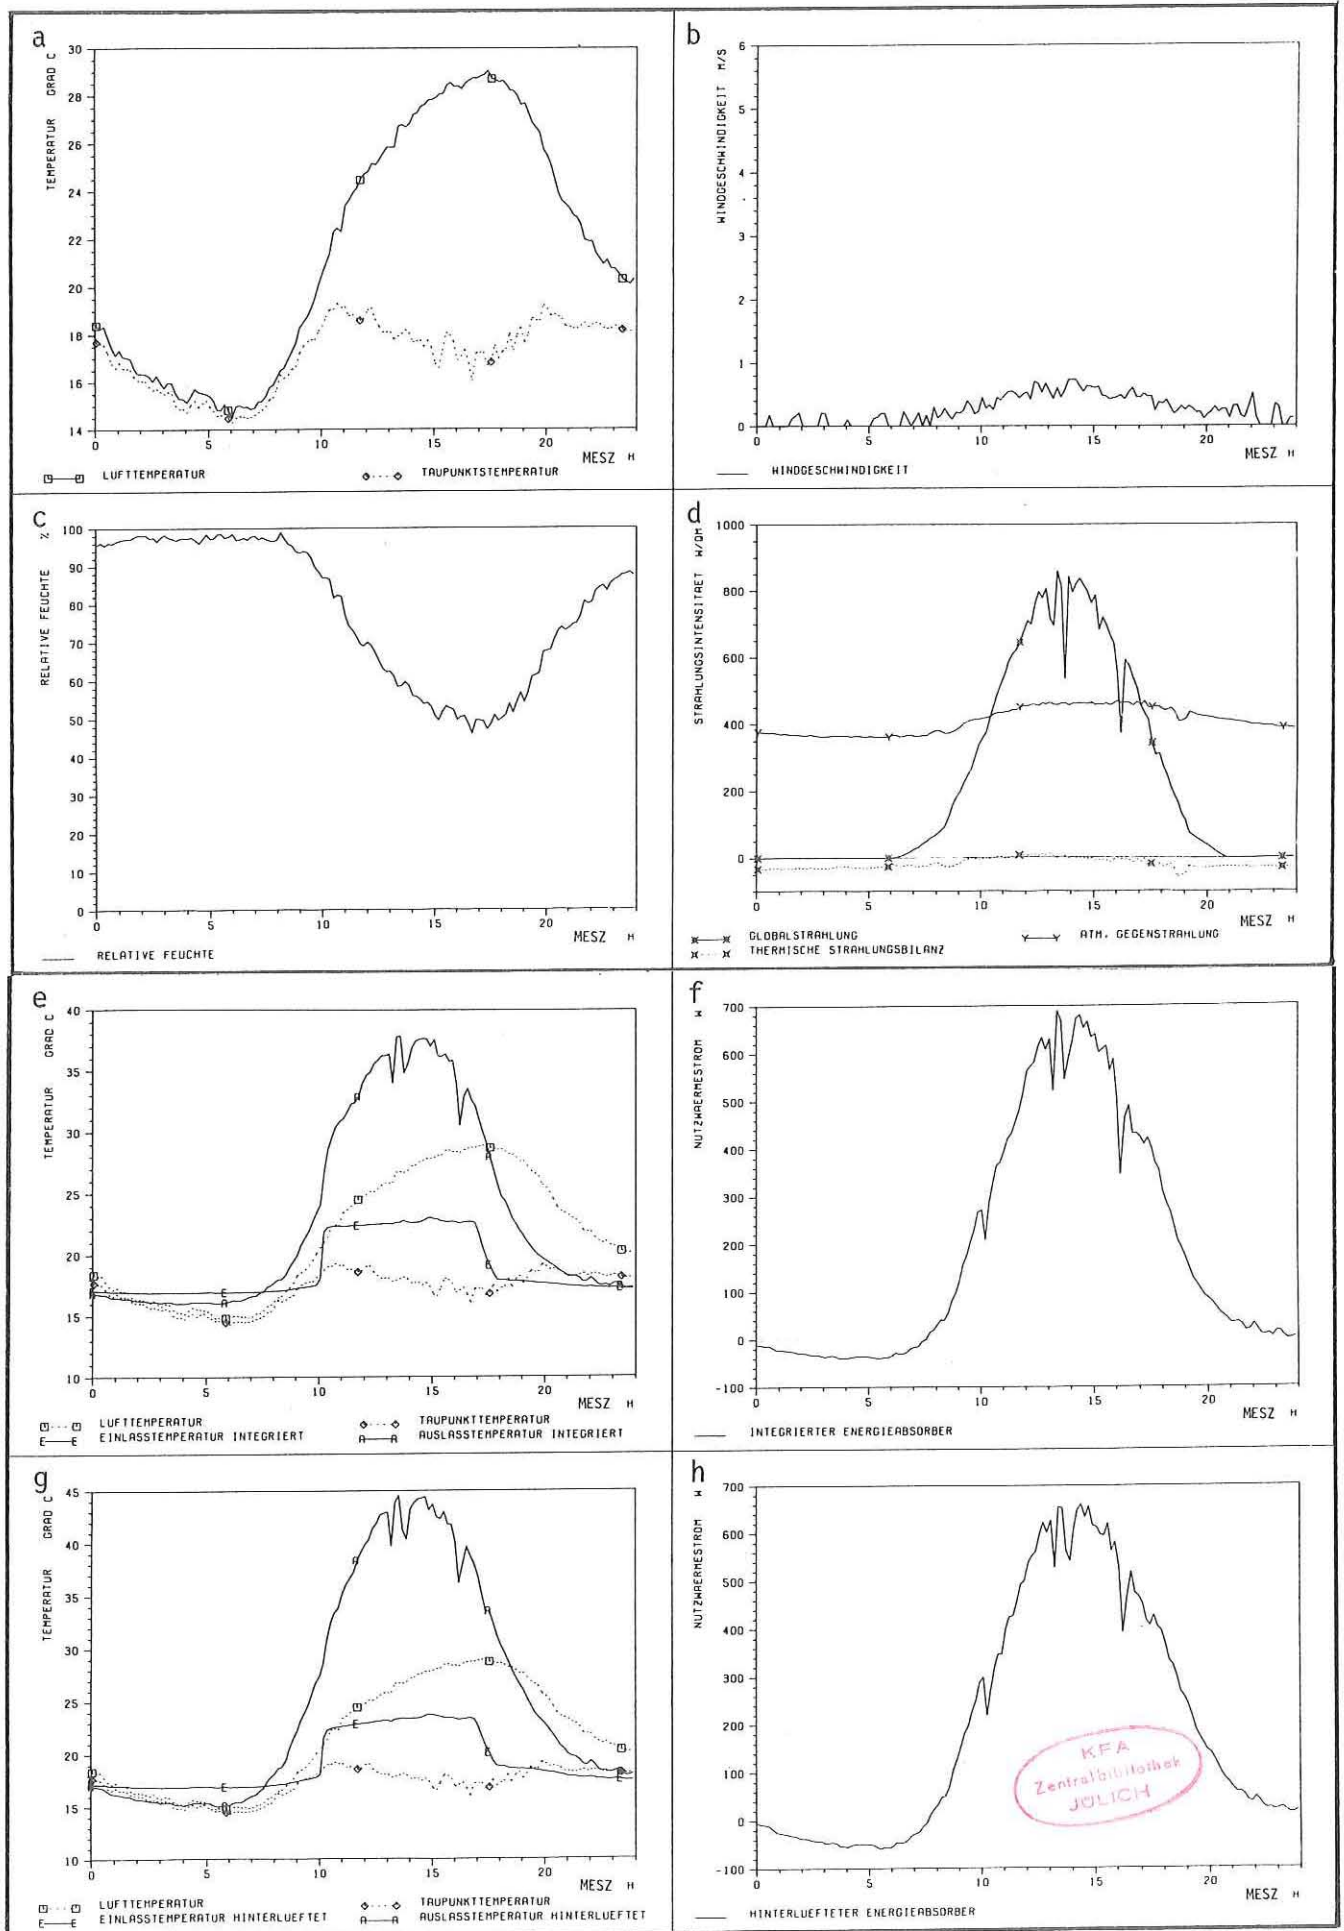 a
TEMPERATUR GRAD C
30
28
26
24
22
20
18
16
14
0 5 10 15 20
MESZ H
LUFTTEMPERATUR TAUPUNKTSTEMPERATUR
b
WINDGESCHWINDIGKEIT M/S
6
5
4
3
2
1
0
0 5 10 15 20
MESZ H
WINDGESCHWINDIGKEIT
c
RELATIVE FEUCHTE %
100
90
80
70
60
50
40
30
20
10
0
0 5 10 15 20
MESZ H
RELATIVE FEUCHTE
d
STRAHLUNGSINTENSITAET W/QM
1000
800
600
400
200
0
0 5 10 15 20
MESZ H
GLOBALSTRAHLUNG ATM. GEGENSTRAHLUNG
THERMISCHE STRAHLUNGSBILANZ
e
TEMPERATUR GRAD C
40
35
30
25
20
15
10
0 5 10 15 20
MESZ H
LUFTTEMPERATUR TAUPUNKTTEMPERATUR
E E EINLASSTEMPERATUR INTEGRIERT A A AUSLASSTEMPERATUR INTEGRIERT
f
NUTZWAERMESTROM W
700
600
500
400
300
200
100
0
-100
0 5 10 15 20
MESZ H
INTEGRIERTER ENERGIEABSORBER
g
TEMPERATUR GRAD C
45
40
35
30
25
20
15
10
0 5 10 15 20
MESZ H
LUFTTEMPERATUR TAUPUNKTTEMPERATUR
E E EINLASSTEMPERATUR HINTERLUEFTET A A AUSLASSTEMPERATUR HINTERLUEFTET
h
NUTZWAERMESTROM W
700
600
500
400
300
200
100
0
-100
0 5 10 15 20
MESZ H
HINTERLUEFTETER ENERGIEABSORBER
KFA
Zentralbibliothek
JÜLICH